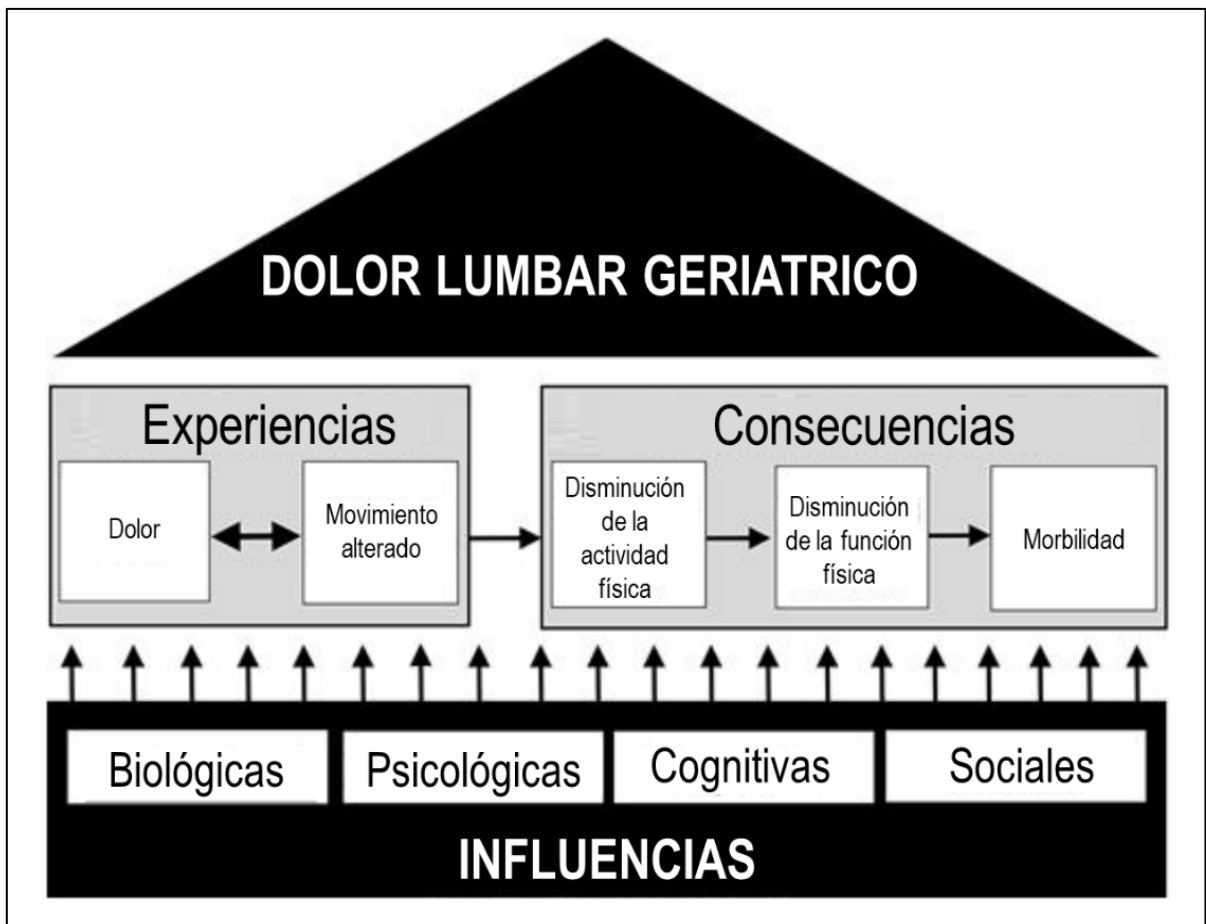 DOLOR LUMBAR GERIATRICO
Experiencias
Dolor
Movimiento
alterado
Consecuencias
Disminución
de la
actividad
física
Disminución
de la función
física
Morbilidad
Biológicas
Psicológicas
Cognitivas
Sociales
INFLUENCIAS